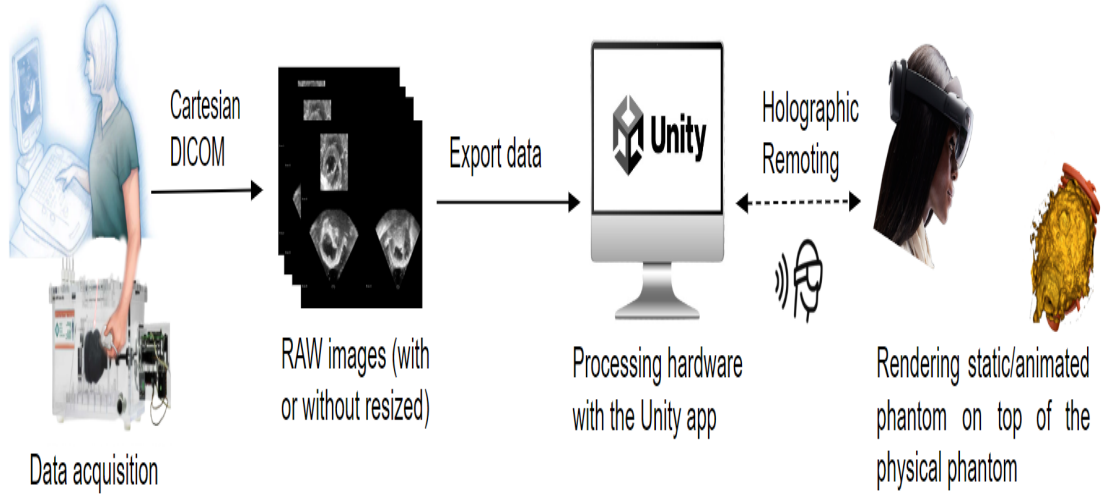 Cartesian
DICOM
Export data
Unity
Holographic
Remoting
RAW images (with
or without resized)
Processing hardware
with the Unity app
Rendering static/animated
phantom on top of the
physical phantom
Data acquisition